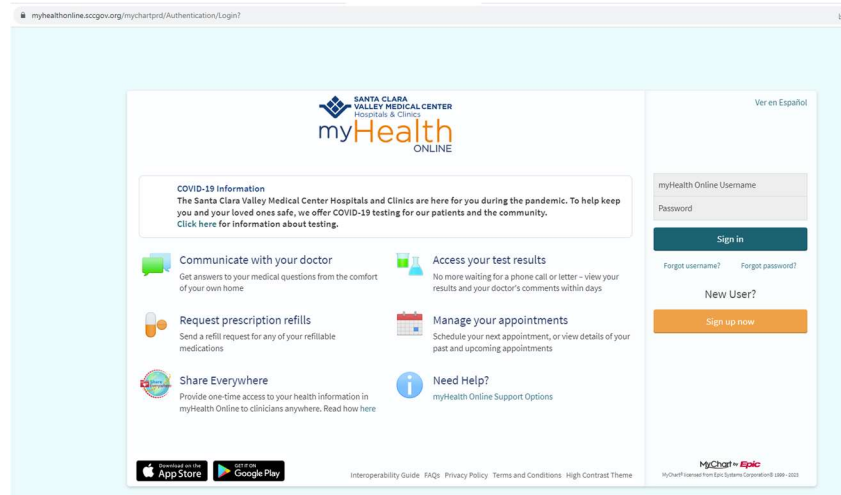 myhealthonline.sccgov.org/mychartprd/Authentication/Login?
SANTA CLARA
VALLEY MEDICAL CENTER
Hospitals & Clinics
myHealth
ONLINE
Ver en Español
COVID-19 Information
The Santa Clara Valley Medical Center Hospitals and Clinics are here for you during the pandemic. To help keep
you and your loved ones safe, we offer COVID-19 testing for our patients and the community.
Click here for information about testing.
myHealth Online Username
Password
Sign in
Forgot username? Forgot password?
New User?
Sign up now
Communicate with your doctor
Get answers to your medical questions from the comfort
of your own home
Access your test results
No more waiting for a phone call or letter – view your
results and your doctor's comments within days
Request prescription refills
Send a refill request for any of your refillable
medications
Manage your appointments
Schedule your next appointment, or view details of your
past and upcoming appointments
Share Everywhere
Provide one-time access to your health information in
myHealth Online to clinicians anywhere. Read how here
Need Help?
myHealth Online Support Options
Download on the
App Store
GET IT ON
Google Play
Interoperability Guide FAQs Privacy Policy Terms and Conditions High Contrast Theme
MyChart by Epic
MyChart® licensed from Epic Systems Corporation® 1999 - 2023